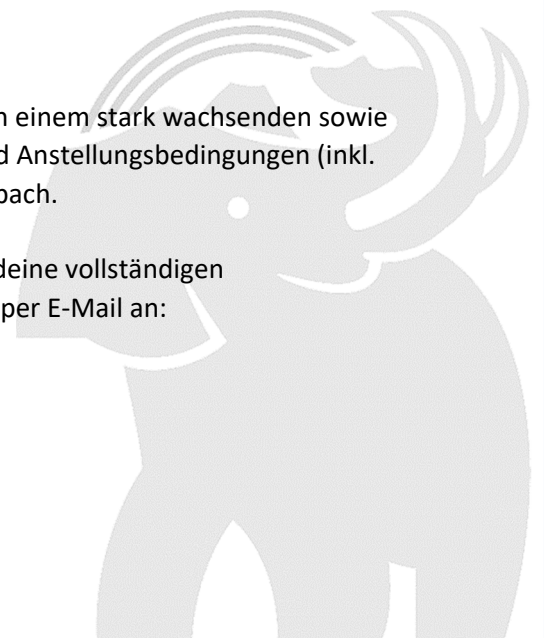 einem stark wachsenden sowie
Anstellungsbedingungen (inkl.
bach.
deine vollständigen
per E-Mail an: